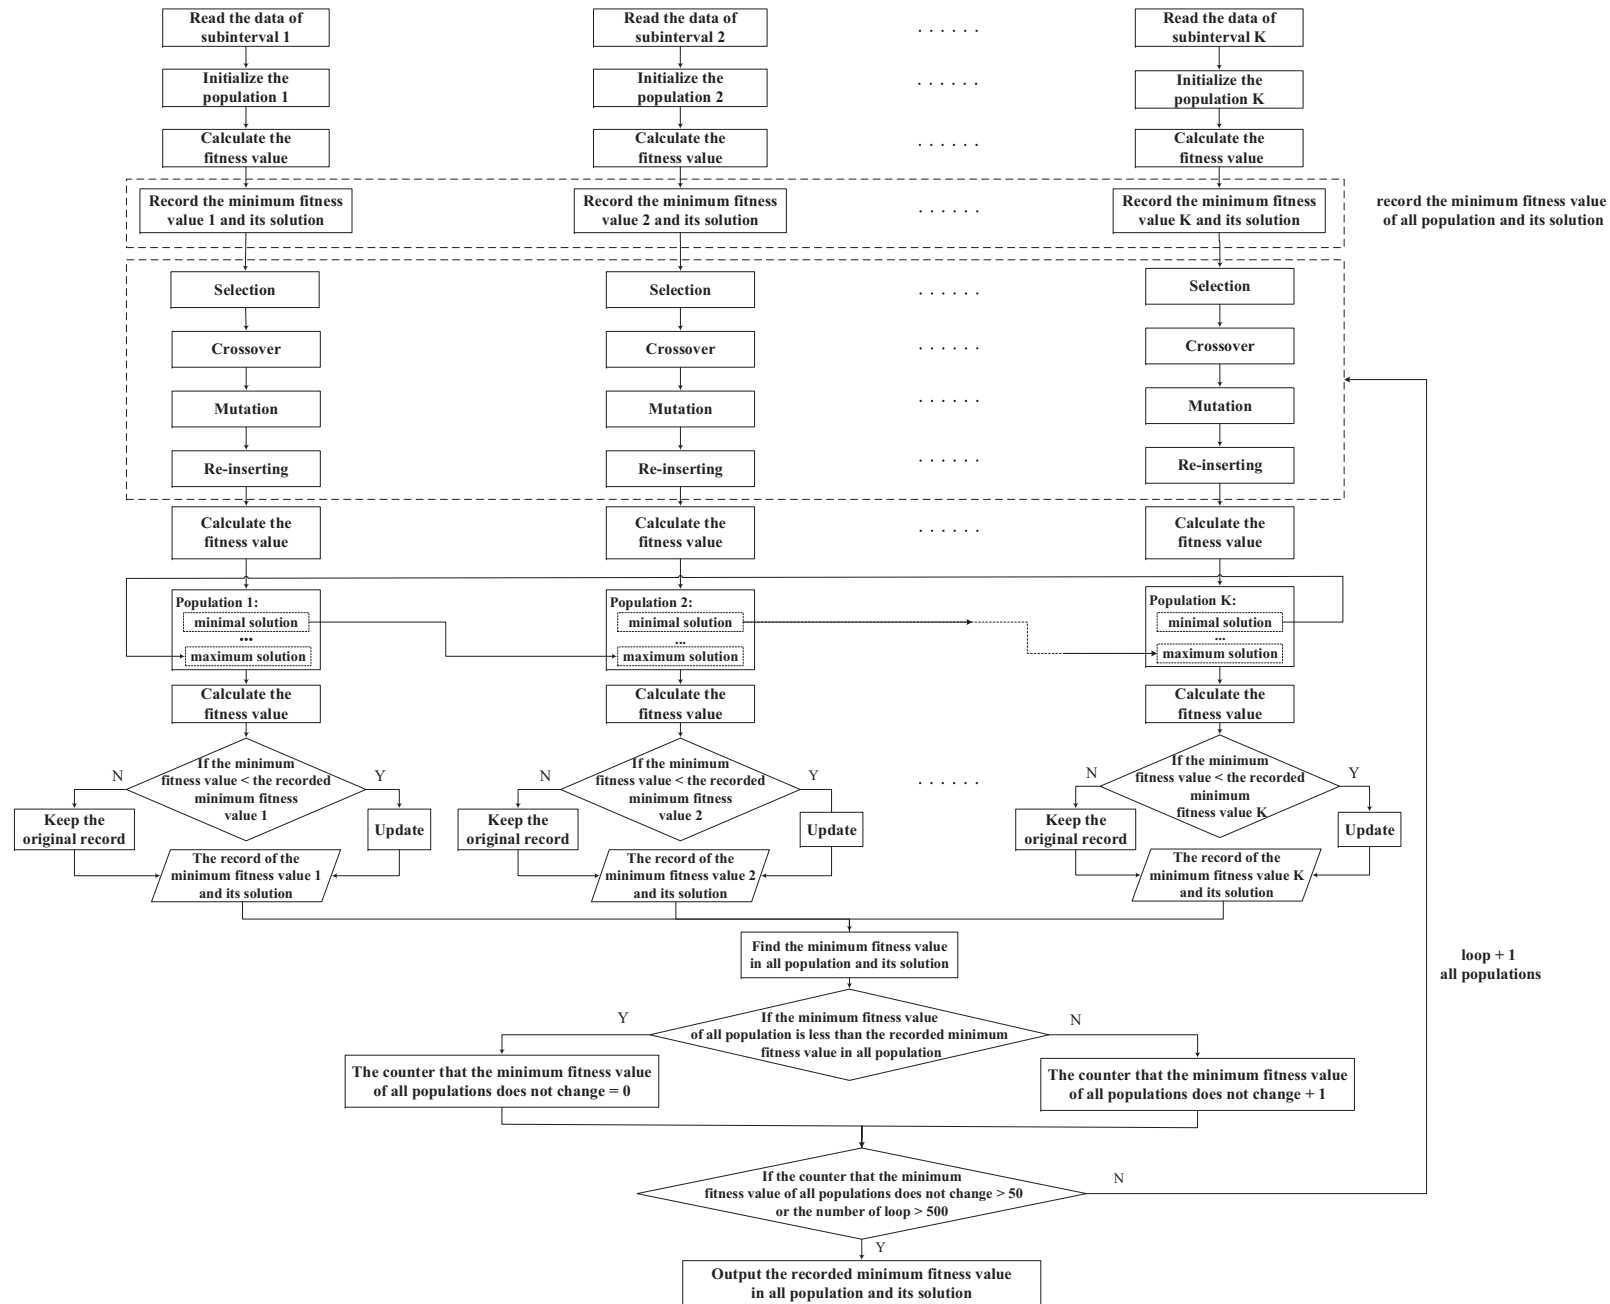 Read the data of
subinterval 1
Read the data of
subinterval 2
. . . . . .
Read the data of
subinterval K
Initialize the
population 1
Initialize the
population 2
. . . . . .
Initialize the
population K
Calculate the
fitness value
Calculate the
fitness value
. . . . . .
Calculate the
fitness value
Record the minimum fitness
value 1 and its solution
Record the minimum fitness
value 2 and its solution
. . . . . .
Record the minimum fitness
value K and its solution
record the minimum fitness value
of all population and its solution
Selection
Selection
. . . . . .
Selection
Crossover
Crossover
. . . . . .
Crossover
Mutation
Mutation
. . . . . .
Mutation
Re-inserting
Re-inserting
. . . . . .
Re-inserting
Calculate the
fitness value
Calculate the
fitness value
. . . . . .
Calculate the
fitness value
Population 1:
minimal solution
...
maximum solution
Population 2:
minimal solution
...
maximum solution
Population K:
minimal solution
...
maximum solution
Calculate the
fitness value
Calculate the
fitness value
Calculate the
fitness value
N
If the minimum
fitness value < the recorded
minimum fitness
value 1
Y
Keep the
original record
Update
The record of the
minimum fitness value 1
and its solution
N
If the minimum
fitness value < the recorded
minimum fitness
value 2
Y
Keep the
original record
Update
The record of the
minimum fitness value 2
and its solution
. . . . . .
N
If the minimum
fitness value < the recorded
minimum
fitness value K
Y
Keep the
original record
Update
The record of the
minimum fitness value K
and its solution
Find the minimum fitness value
in all population and its solution
loop + 1
all populations
Y
If the minimum fitness value
of all population is less than the recorded minimum
fitness value in all population
N
The counter that the minimum fitness value
of all populations does not change = 0
The counter that the minimum fitness value
of all populations does not change + 1
If the counter that the minimum
fitness value of all populations does not change > 50
or the number of loop > 500
N
Y
Output the recorded minimum fitness value
in all population and its solution